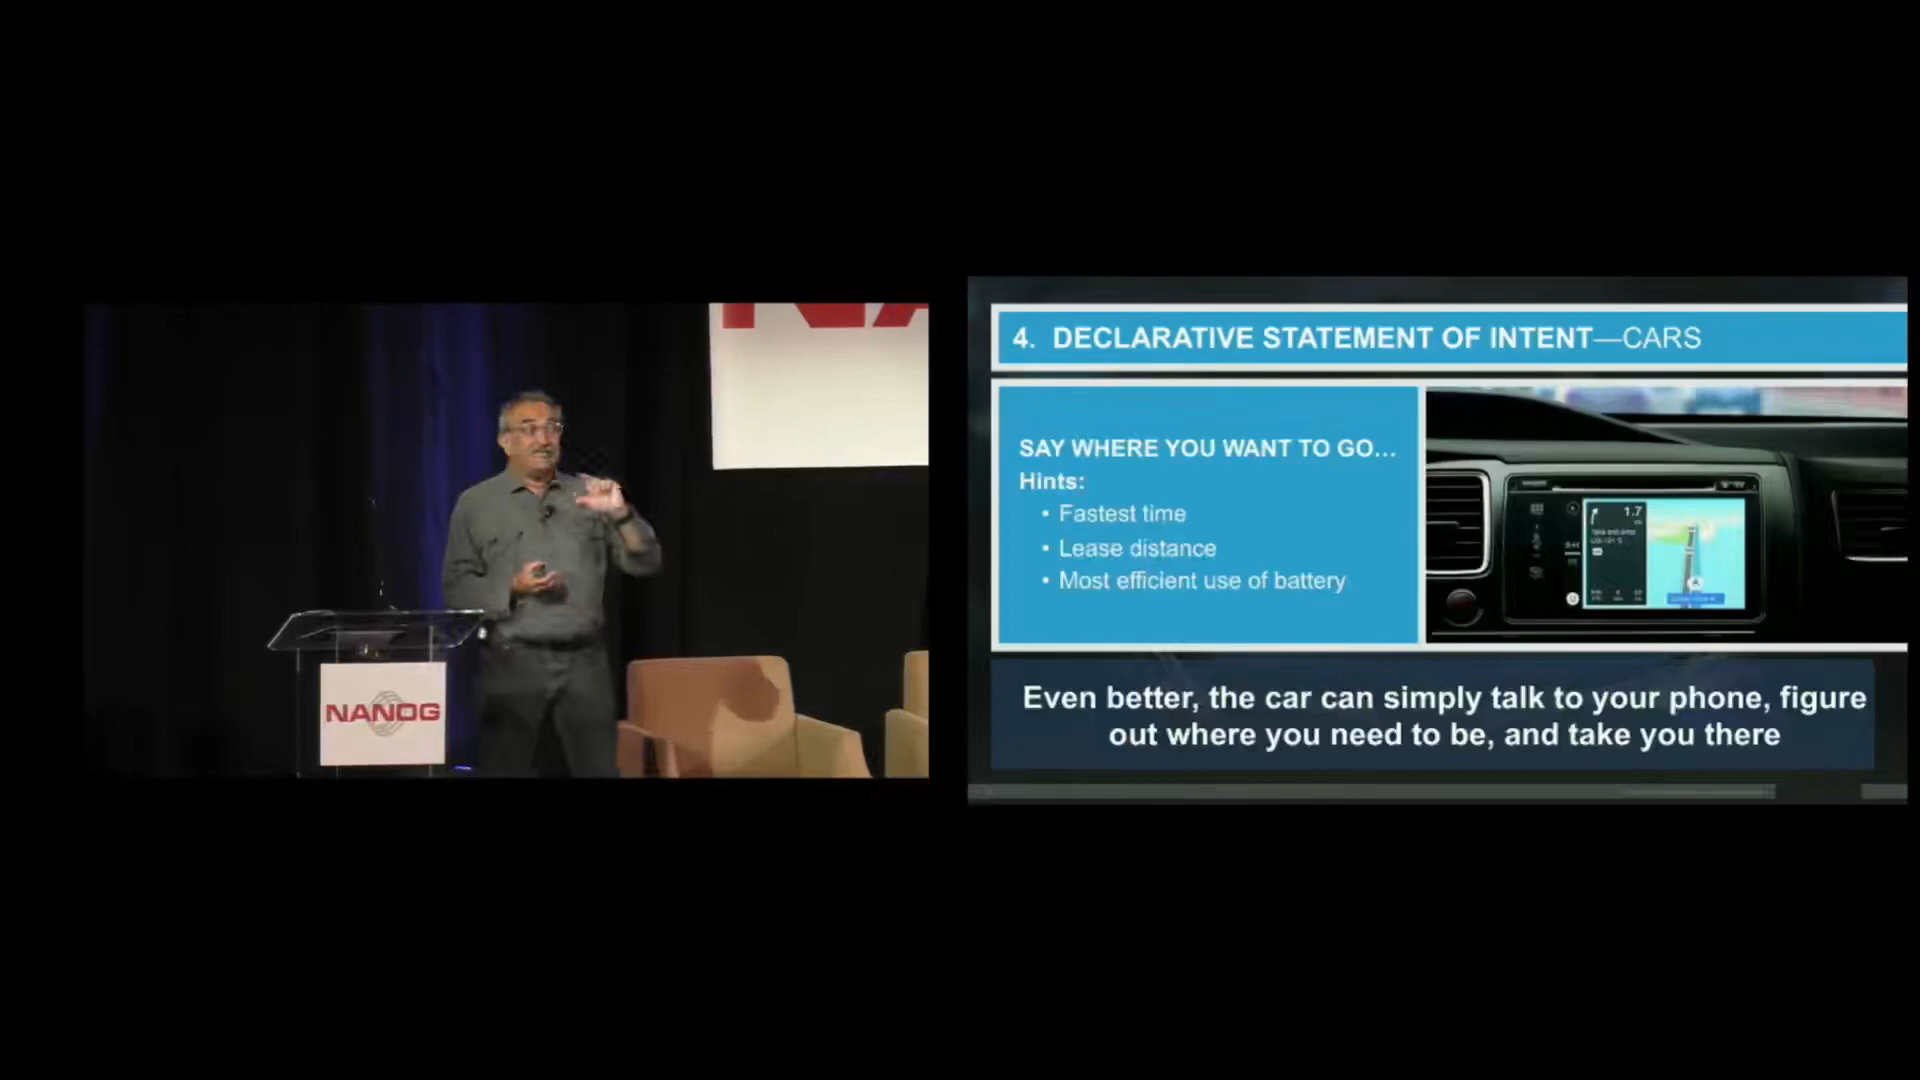 NANOG
4. DECLARATIVE STATEMENT OF INTENT—CARS
SAY WHERE YOU WANT TO GO...
Hints:
• Fastest time
• Lease distance
• Most efficient use of battery
1.7
Even better, the car can simply talk to your phone, figure
out where you need to be, and take you there